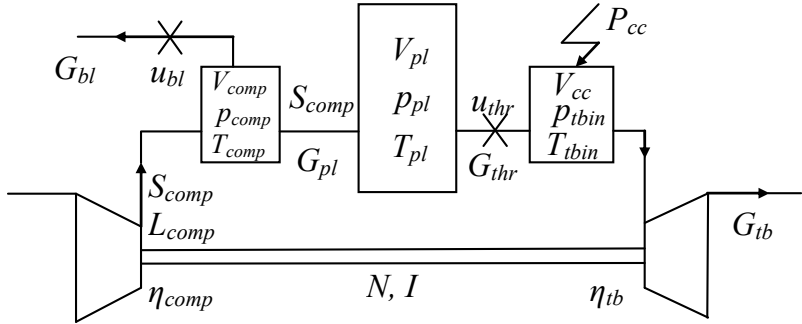 P_cc
G_bl
u_bl
V_comp
p_comp
T_comp
S_comp
G_pl
V_pl
p_pl
T_pl
u_thr
G_thr
V_cc
p_tbin
T_tbin
S_comp
L_comp
G_tb
η_comp
N, I
η_tb